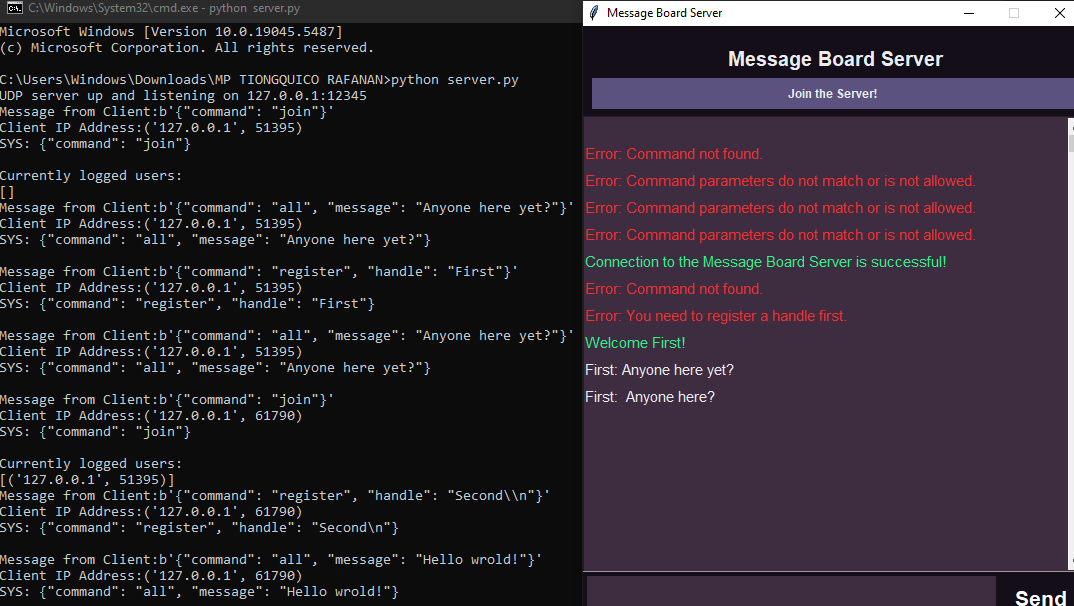 C:\Windows\System32\cmd.exe - python  server.py
Microsoft Windows [Version 10.0.19045.5487]
(c) Microsoft Corporation. All rights reserved.
C:\Users\Windows\Downloads\MP TIONGQUICO RAFANAN>python server.py
UDP server up and listening on 127.0.0.1:12345
Message from Client:b'{"command": "join"}'
Client IP Address:('127.0.0.1', 51395)
SYS: {"command": "join"}
Currently logged users:
[]
Message from Client:b'{"command": "all", "message": "Anyone here yet?"}'
Client IP Address:('127.0.0.1', 51395)
SYS: {"command": "all", "message": "Anyone here yet?"}
Message from Client:b'{"command": "register", "handle": "First"}'
Client IP Address:('127.0.0.1', 51395)
SYS: {"command": "register", "handle": "First"}
Message from Client:b'{"command": "all", "message": "Anyone here yet?"}'
Client IP Address:('127.0.0.1', 51395)
SYS: {"command": "all", "message": "Anyone here yet?"}
Message from Client:b'{"command": "join"}'
Client IP Address:('127.0.0.1', 61790)
SYS: {"command": "join"}
Currently logged users:
[('127.0.0.1', 51395)]
Message from Client:b'{"command": "register", "handle": "Second\\n"}'
Client IP Address:('127.0.0.1', 61790)
SYS: {"command": "register", "handle": "Second\n"}
Message from Client:b'{"command": "all", "message": "Hello wrold!"}'
Client IP Address:('127.0.0.1', 61790)
SYS: {"command": "all", "message": "Hello wrold!"}
Message Board Server
Message Board Server
Join the Server!
Error: Command not found.
Error: Command parameters do not match or is not allowed.
Error: Command parameters do not match or is not allowed.
Error: Command parameters do not match or is not allowed.
Connection to the Message Board Server is successful!
Error: Command not found.
Error: You need to register a handle first.
Welcome First!
First: Anyone here yet?
First:  Anyone here?
Send